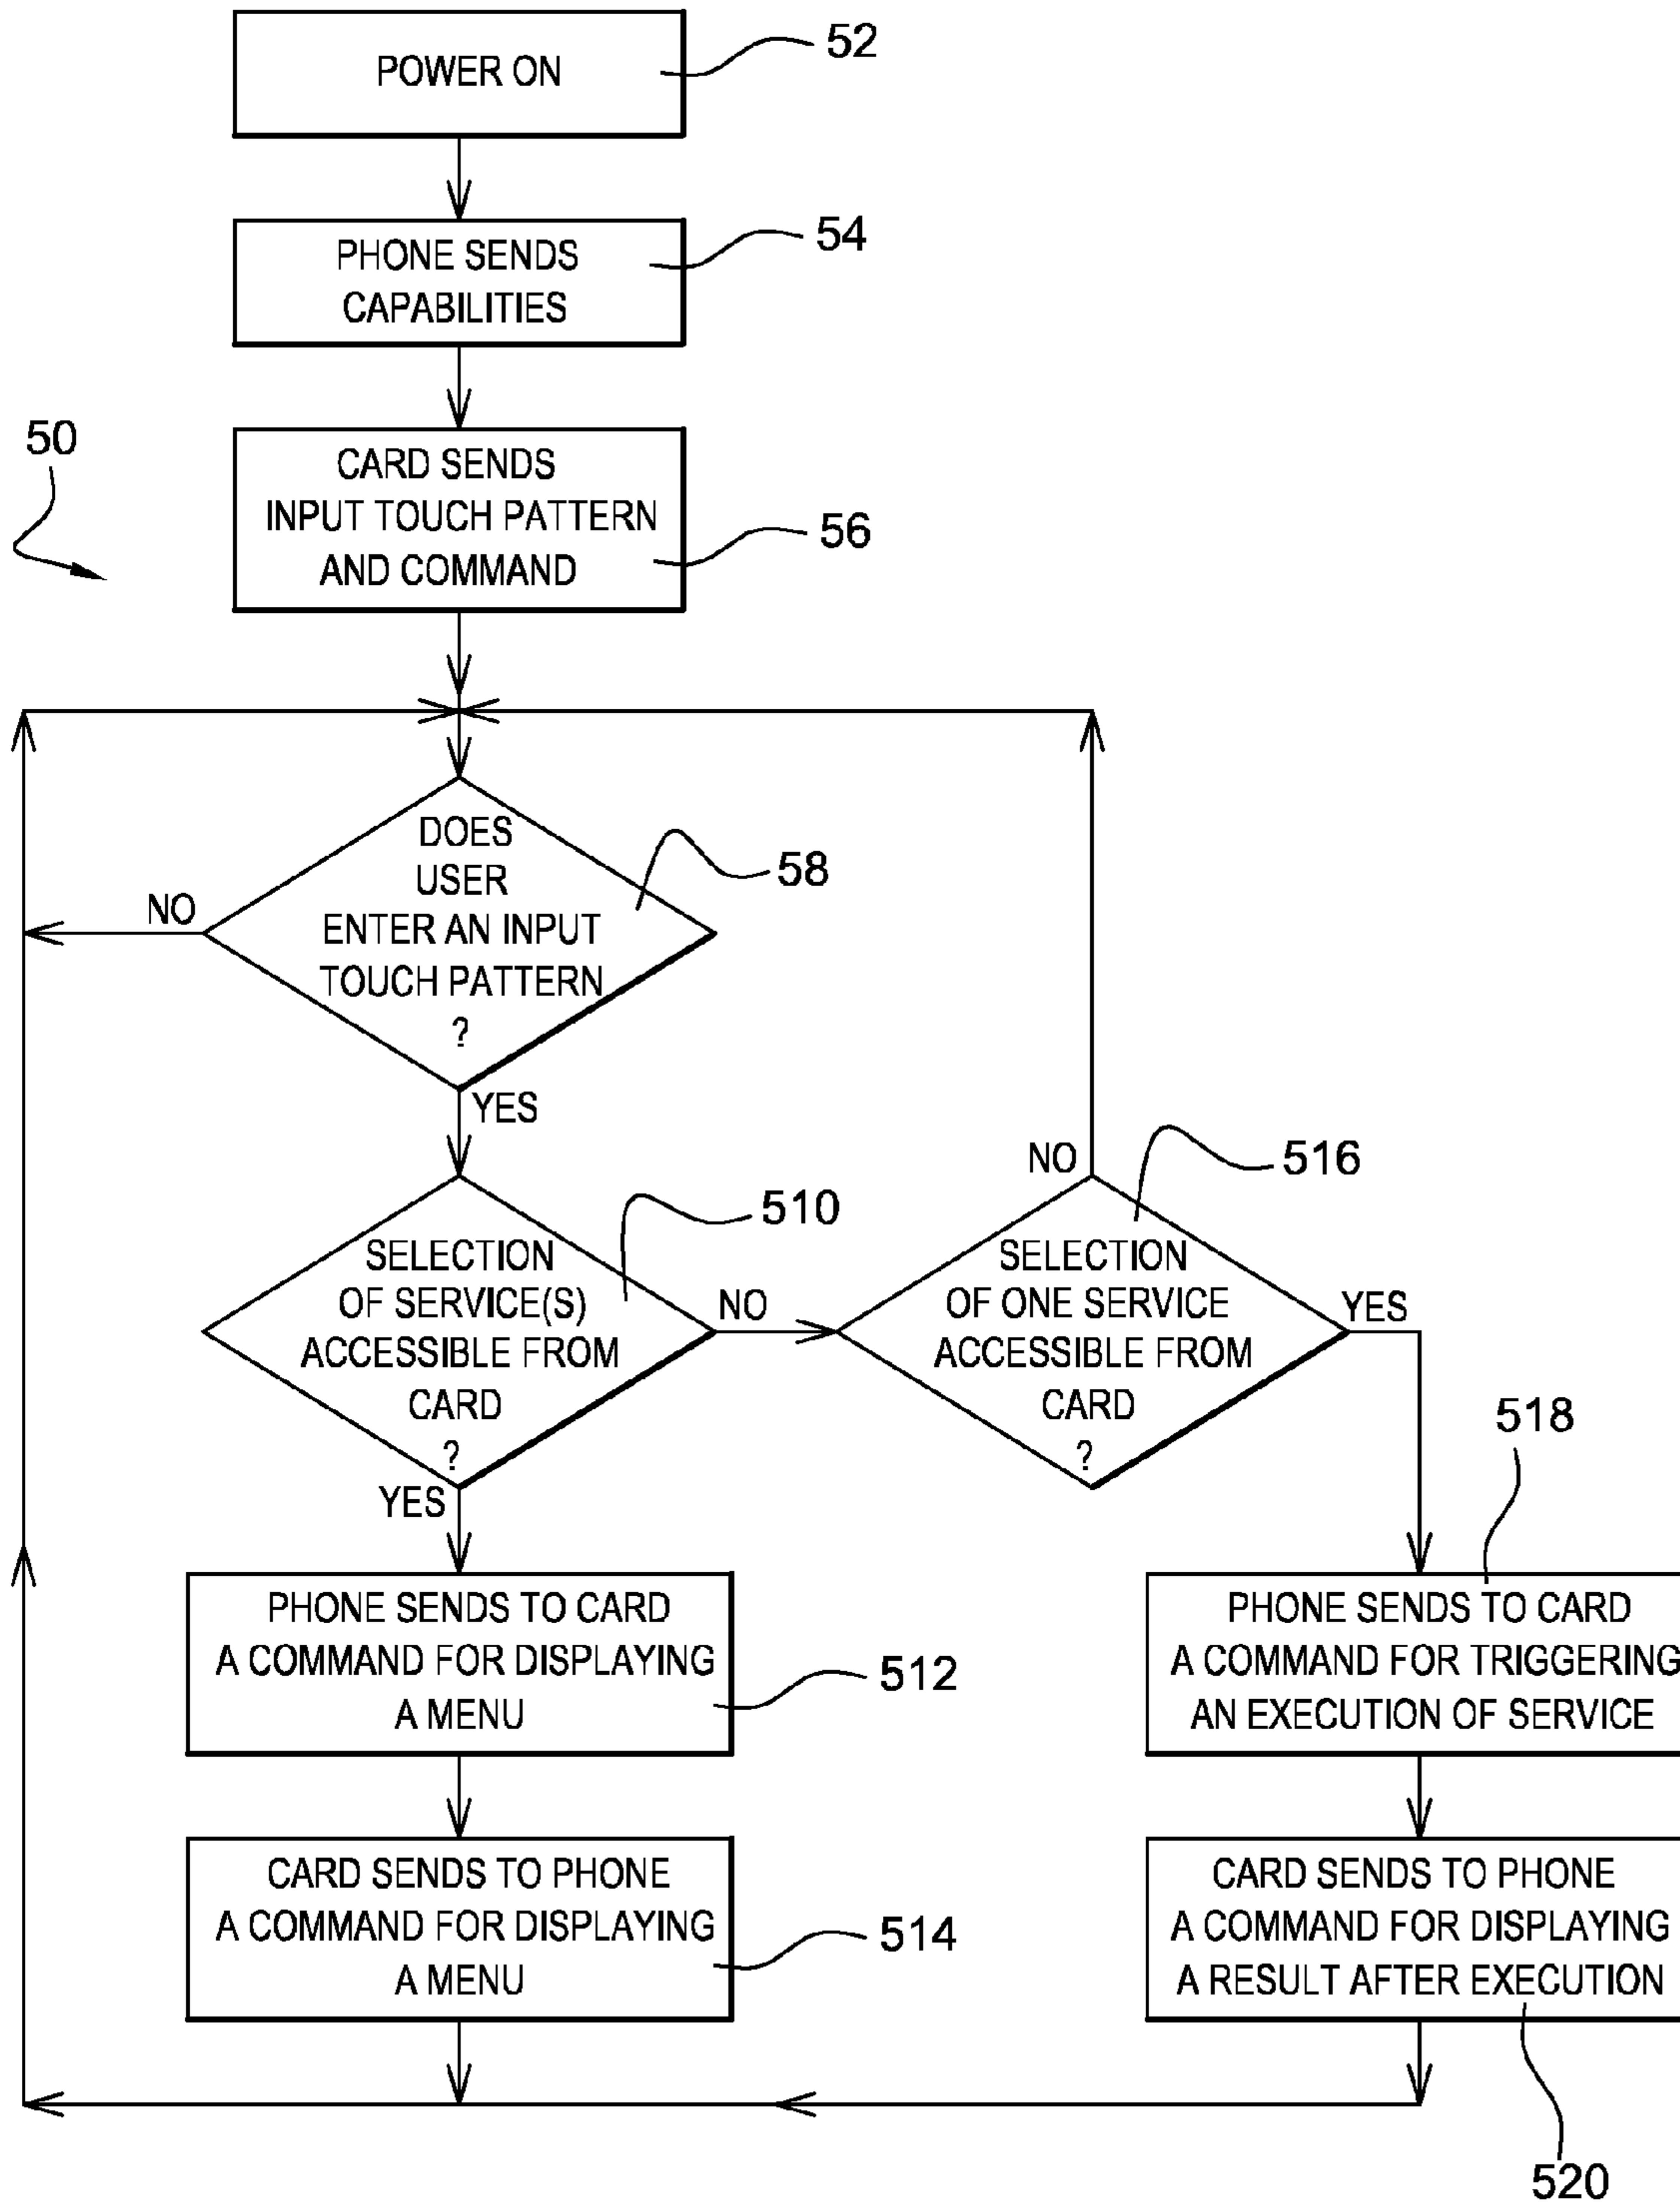 POWER ON
52
PHONE SENDS
CAPABILITIES
54
50
CARD SENDS
INPUT TOUCH PATTERN
AND COMMAND
56
DOES
USER
ENTER AN INPUT
TOUCH PATTERN
?
58
NO
YES
SELECTION
OF SERVICE(S)
ACCESSIBLE FROM
CARD
?
510
NO
YES
SELECTION
OF ONE SERVICE
ACCESSIBLE FROM
CARD
?
516
NO
YES
PHONE SENDS TO CARD
A COMMAND FOR DISPLAYING
A MENU
512
518
PHONE SENDS TO CARD
A COMMAND FOR TRIGGERING
AN EXECUTION OF SERVICE
CARD SENDS TO PHONE
A COMMAND FOR DISPLAYING
A MENU
514
CARD SENDS TO PHONE
A COMMAND FOR DISPLAYING
A RESULT AFTER EXECUTION
520